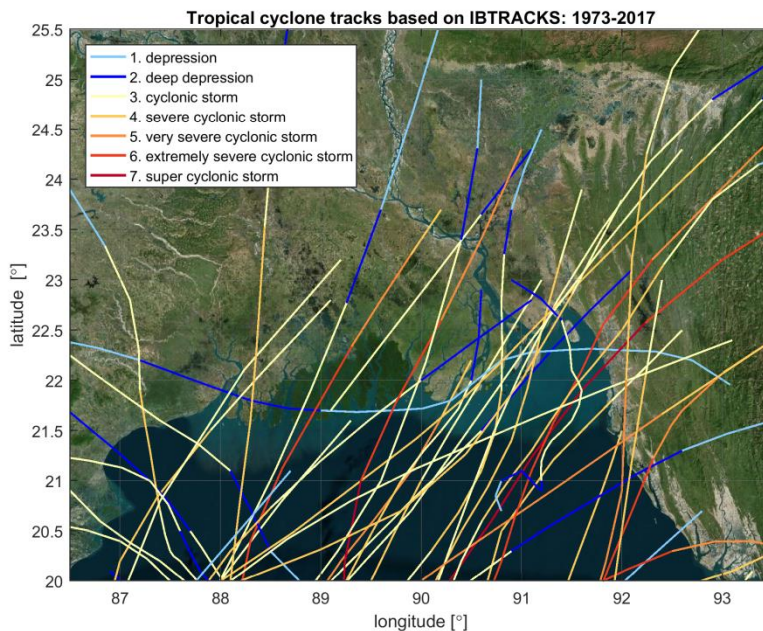 Tropical cyclone tracks based on IBTRACKS: 1973-2017
25.5
25
24.5
24
23.5
23
22.5
22
21.5
21
20.5
20
latitude [°]
1. depression
2. deep depression
3. cyclonic storm
4. severe cyclonic storm
5. very severe cyclonic storm
6. extremely severe cyclonic storm
7. super cyclonic storm
87 88 89 90 91 92 93
longitude [°]